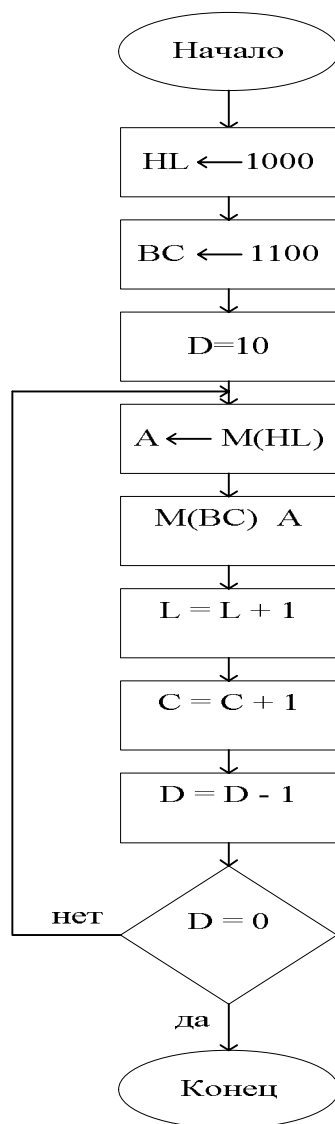 Начало
HL ← 1000
BC ← 1100
D=10
A ← M(HL)
M(BC) A
L = L + 1
C = C + 1
D = D - 1
D = 0
нет
да
Конец